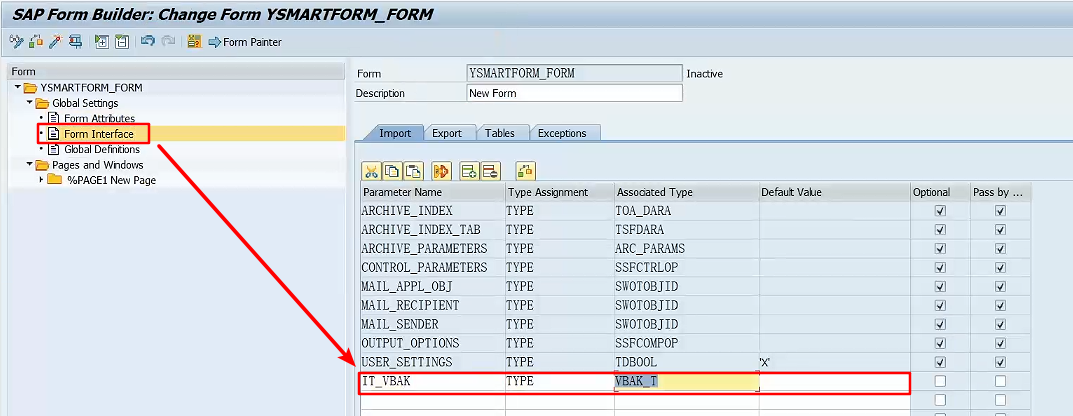 SAP Form Builder: Change Form YSMARTFORM_FORM
Form Painter
Form
YSMARTFORM_FORM
Global Settings
Form Attributes
Form Interface
Global Definitions
Pages and Windows
%PAGE1 New Page
Form YSMARTFORM_FORM Inactive
Description New Form
Import Export Tables Exceptions
Parameter Name Type Assignment Associated Type Default Value Optional Pass by ...
ARCHIVE_INDEX TYPE TOA_DARA
ARCHIVE_INDEX_TAB TYPE TSFDARA
ARCHIVE_PARAMETERS TYPE ARC_PARAMS
CONTROL_PARAMETERS TYPE SSFCTRLOP
MAIL_APPL_OBJ TYPE SWOTOBJID
MAIL_RECIPIENT TYPE SWOTOBJID
MAIL_SENDER TYPE SWOTOBJID
OUTPUT_OPTIONS TYPE SSFCOMPOP
USER_SETTINGS TYPE TDBOOL 'X'
IT_VBAK TYPE VBAK_T